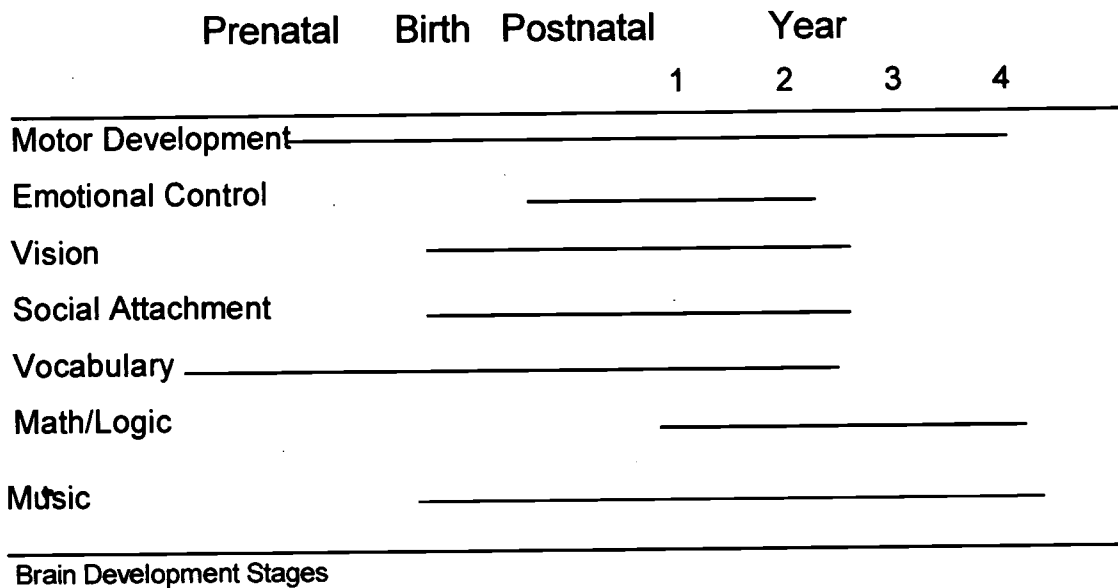 Prenatal Birth Postnatal Year
1 2 3 4
Motor Development
Emotional Control
Vision
Social Attachment
Vocabulary
Math/Logic
Music
Brain Development Stages